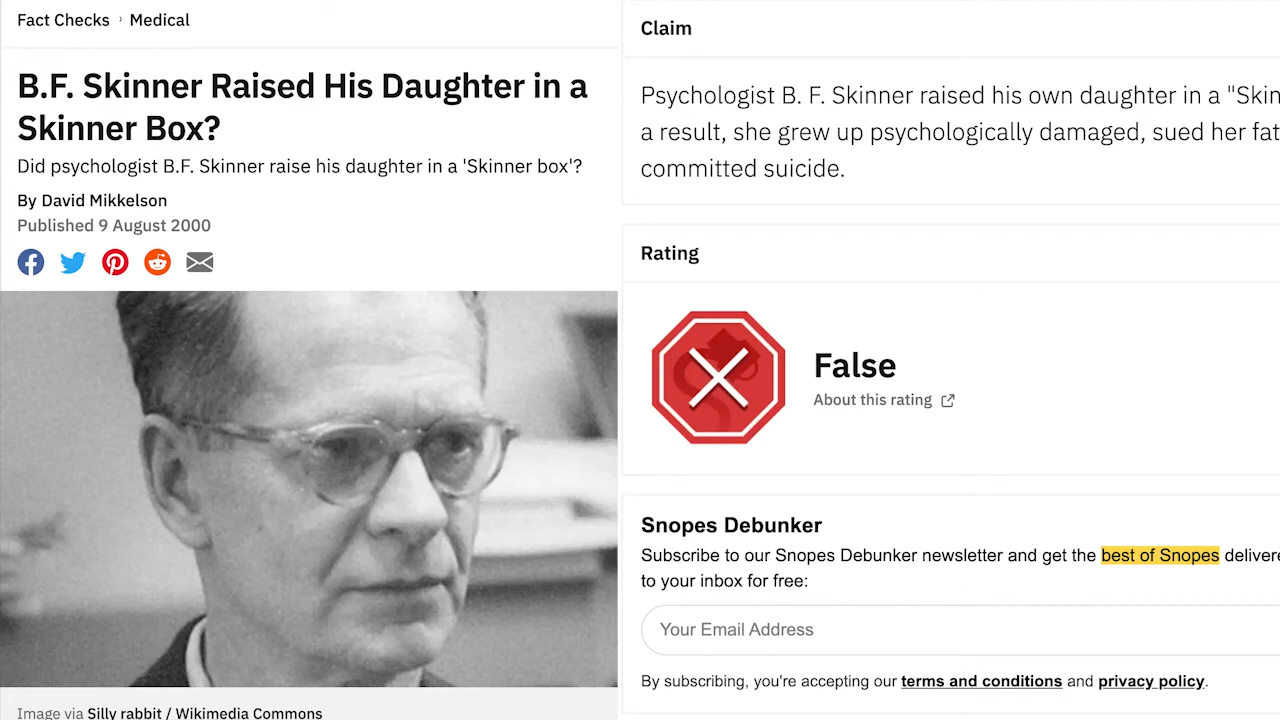 Fact Checks › Medical
B.F. Skinner Raised His Daughter in a
Skinner Box?
Did psychologist B.F. Skinner raise his daughter in a 'Skinner box'?
By David Mikkelson
Published 9 August 2000
Image via Silly rabbit / Wikimedia Commons
Claim
Psychologist B. F. Skinner raised his own daughter in a "Skin
a result, she grew up psychologically damaged, sued her fat
committed suicide.
Rating
False
About this rating
Snopes Debunker
Subscribe to our Snopes Debunker newsletter and get the best of Snopes delivere
to your inbox for free:
Your Email Address
By subscribing, you're accepting our terms and conditions and privacy policy.